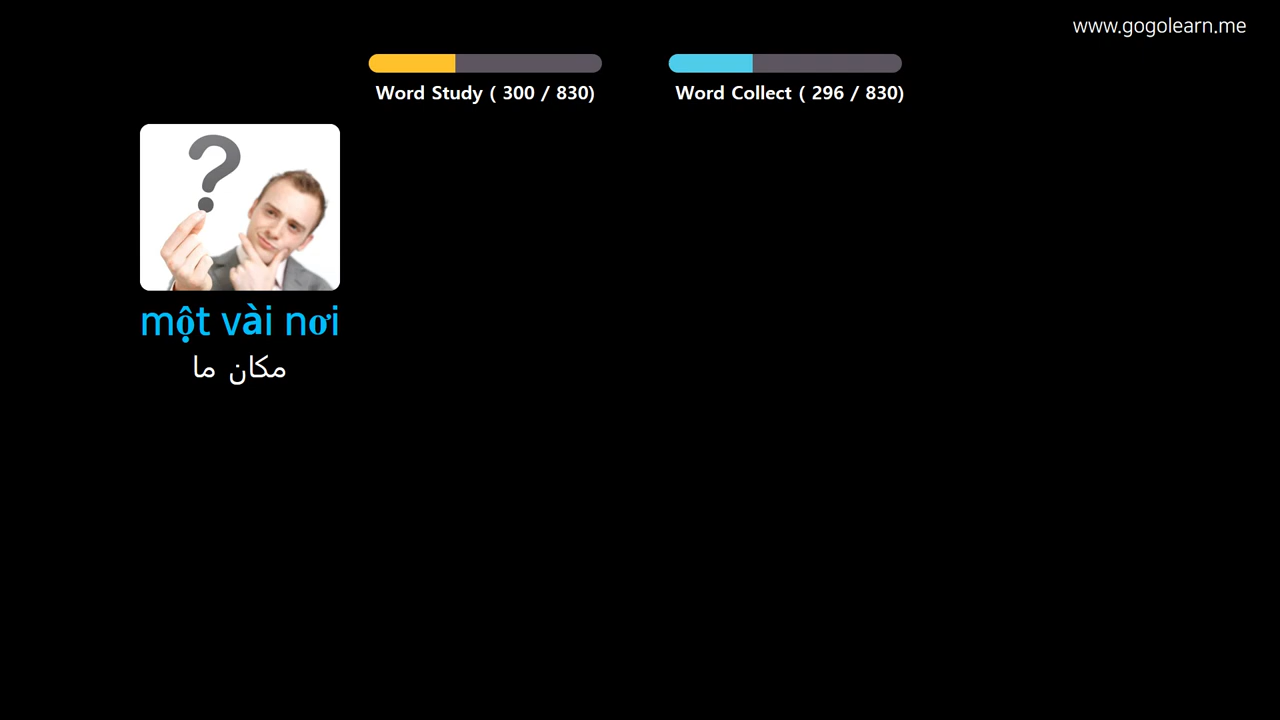 www.gogolearn.me
Word Study ( 300 / 830)
Word Collect ( 296 / 830)
?
một vài nơi
مكان ما